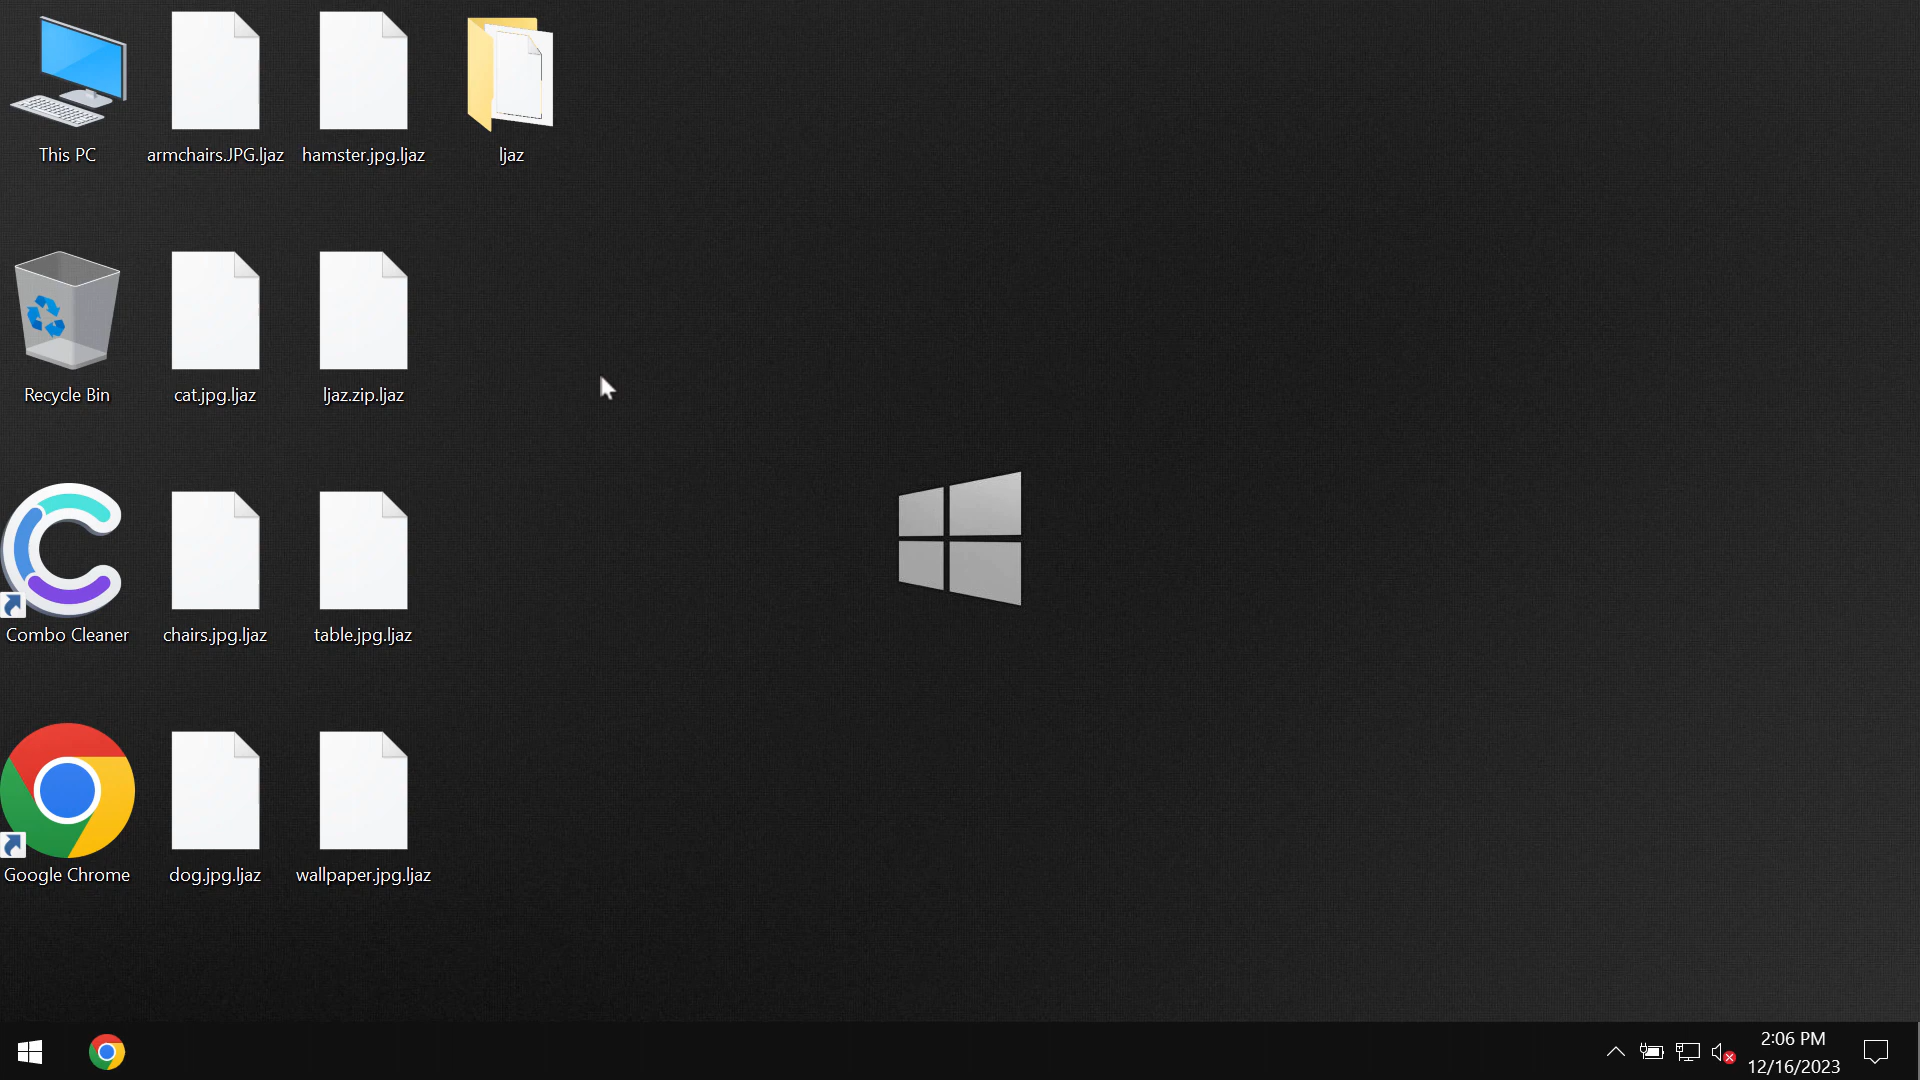 This PC
armchairs.JPG.ljaz
hamster.jpg.ljaz
ljaz
Recycle Bin
cat.jpg.ljaz
ljaz.zip.ljaz
Combo Cleaner
chairs.jpg.ljaz
table.jpg.ljaz
Google Chrome
dog.jpg.ljaz
wallpaper.jpg.ljaz
2:06 PM
12/16/2023